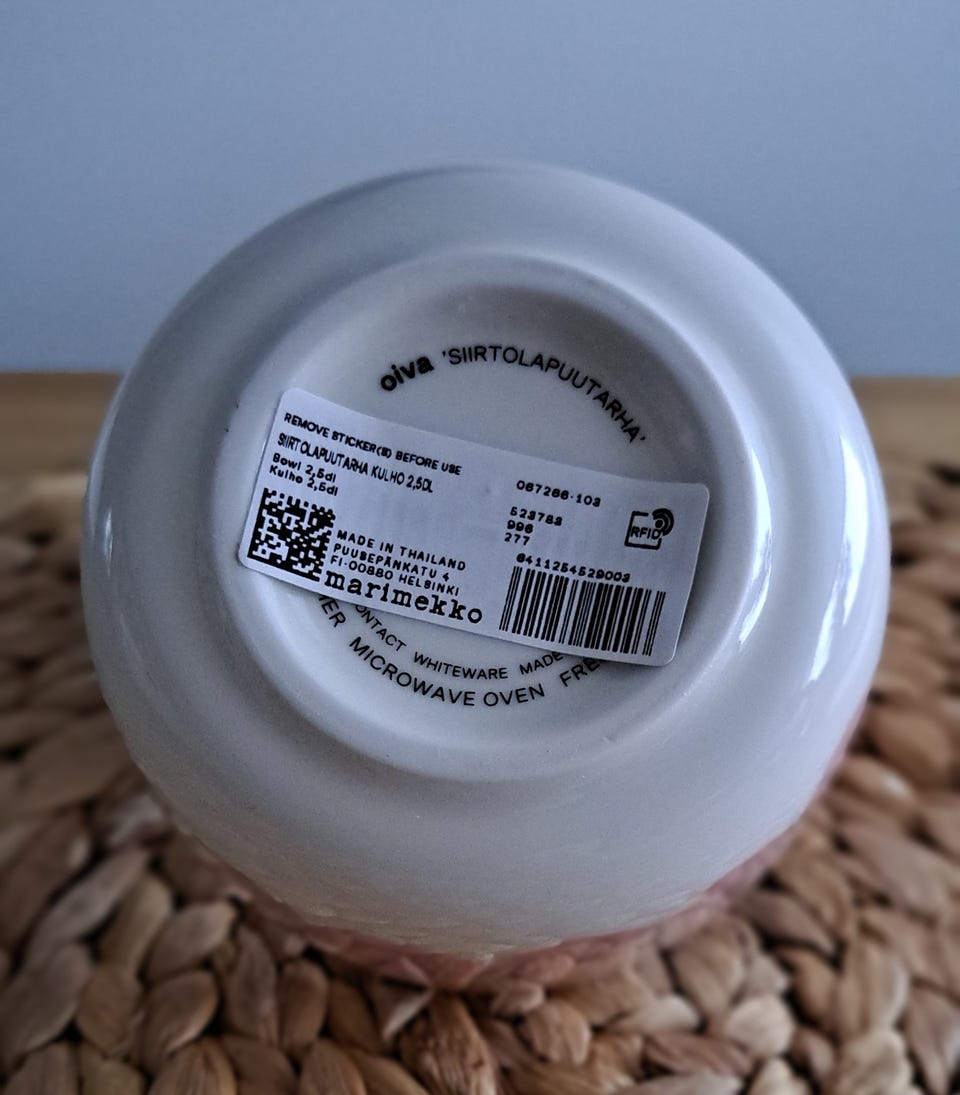 oiva 'SIIRTOLAPUUTARHA'
REMOVE STICKER(S) BEFORE USE
SIIRTOLAPUUTARHA KULHO 2,5DL
Bowl 2,5dl
Kulho 2,5dl
067266-103
523753
996
277
RFID
MADE IN THAILAND
PUUSEPÄNKATU 4
FI-00880 HELSINKI
marimekko
6411254529003
CONTACT WHITEWARE MADE
MICROWAVE OVEN